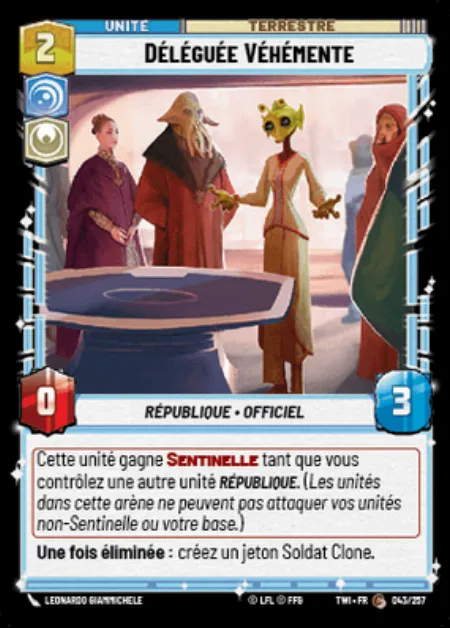 UNITÉ
TERRESTRE
2
DÉLÉGUÉE VÉHÉMENTE
0
RÉPUBLIQUE • OFFICIEL
3
Cette unité gagne SENTINELLE tant que vous
contrôlez une autre unité RÉPUBLIQUE. (Les unités
dans cette arène ne peuvent pas attaquer vos unités
non-Sentinelle ou votre base.)
Une fois éliminée : créez un jeton Soldat Clone.
LEONARDO GIAMMICHELE
© LFL © FFG
TWI • FR
043/257